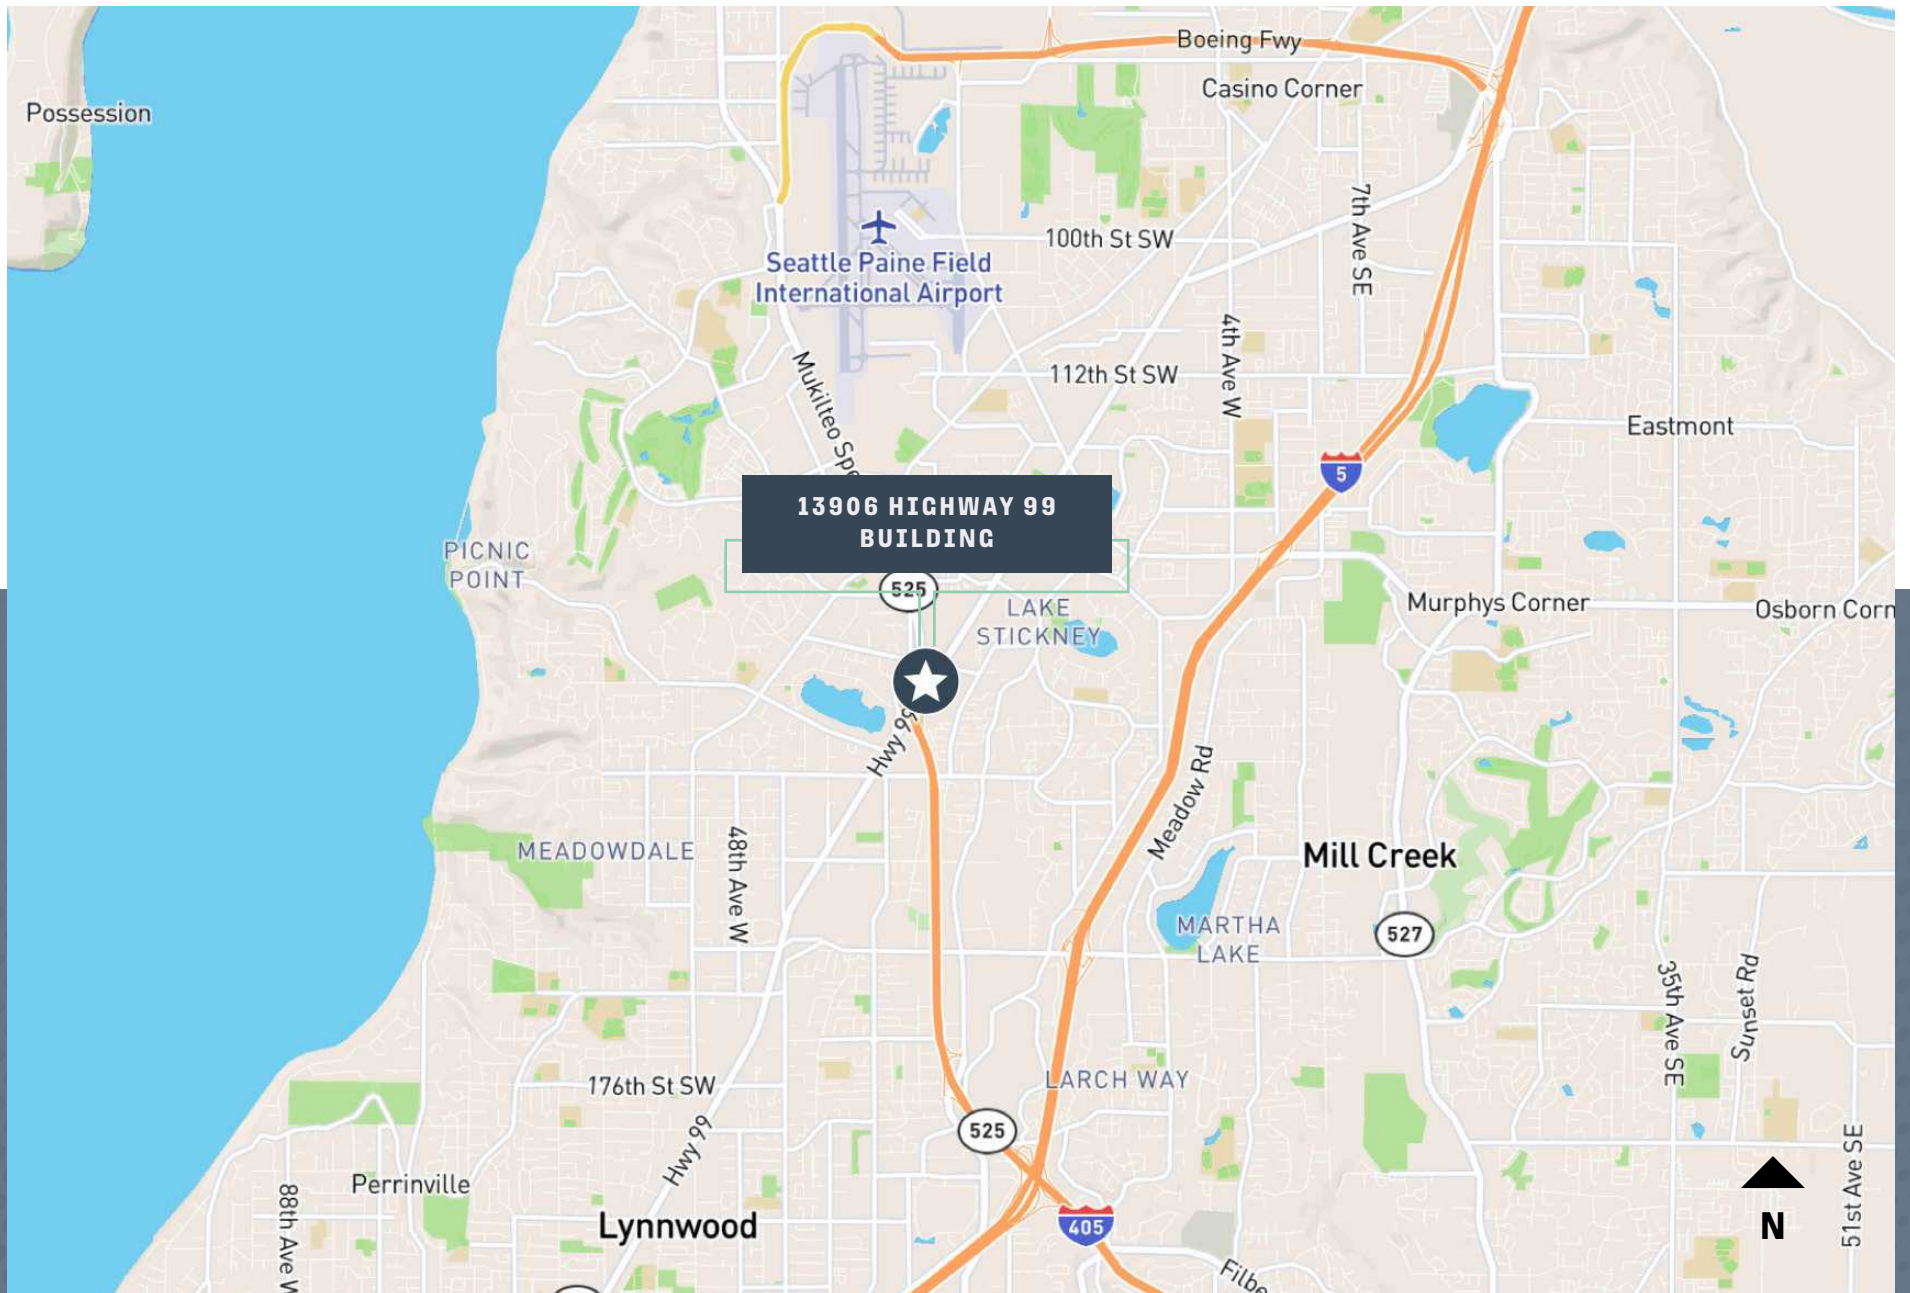 Boeing Fwy
Casino Corner
Possession
7th Ave SE
100th St SW
Seattle Paine Field
International Airport
4th Ave W
112th St SW
Mukilteo Spe
Eastmont
5
13906 HIGHWAY 99
BUILDING
PICNIC
POINT
525
LAKE
STICKNEY
Murphys Corner
Osborn Corn
Hwy 99
Meadow Rd
MEADOWDALE
48th Ave W
Mill Creek
MARTHA
LAKE
527
35th Ave SE
Sunset Rd
176th St SW
LARCH WAY
Hwy 99
525
51st Ave SE
Perrinville
88th Ave W
Lynnwood
405
N
Filbe